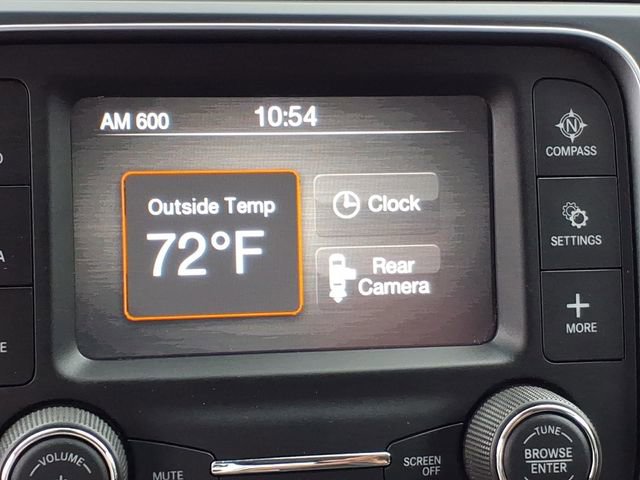 AM 600
10:54
Outside Temp
72°F
Clock
Rear
Camera
N
COMPASS
SETTINGS
+
MORE
VOLUME
MUTE
SCREEN
OFF
TUNE
BROWSE
ENTER